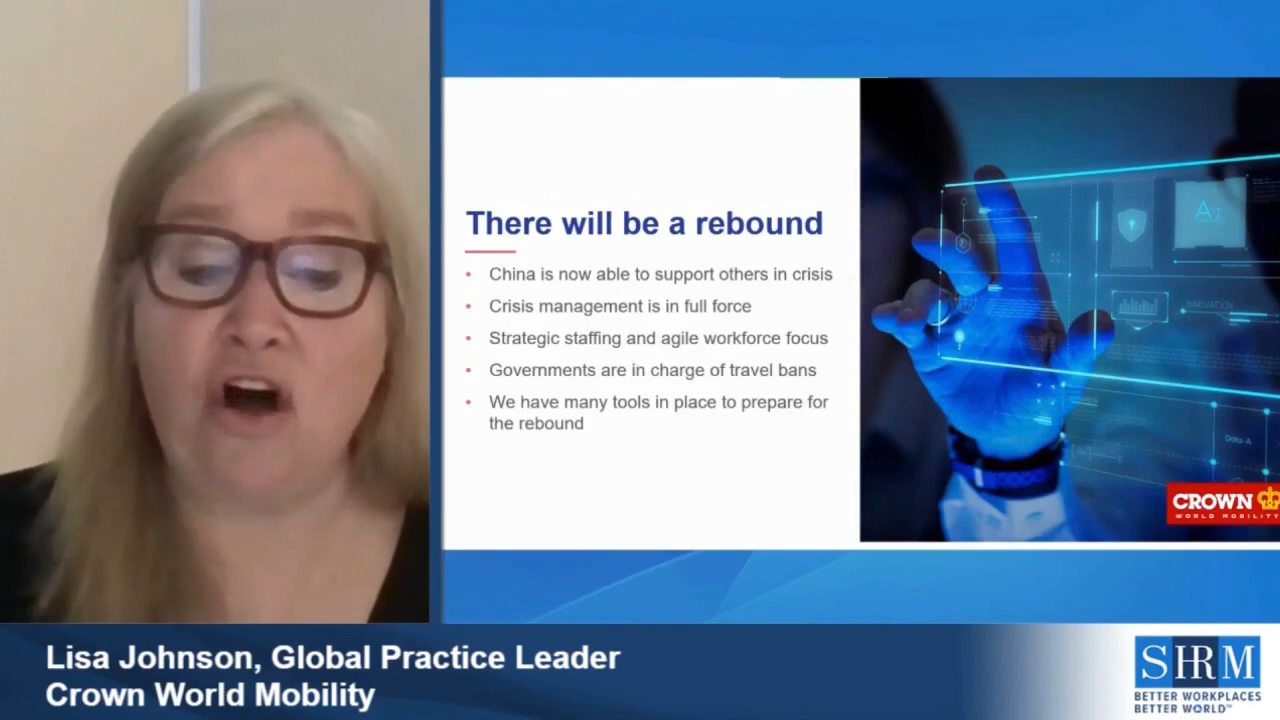 There will be a rebound
• China is now able to support others in crisis
• Crisis management is in full force
• Strategic staffing and agile workforce focus
• Governments are in charge of travel bans
• We have many tools in place to prepare for
the rebound
INNOVATION
Data-A
CROWN
WORLD MOBILITY
Lisa Johnson, Global Practice Leader
Crown World Mobility
SHRM
BETTER WORKPLACES
BETTER WORLD™